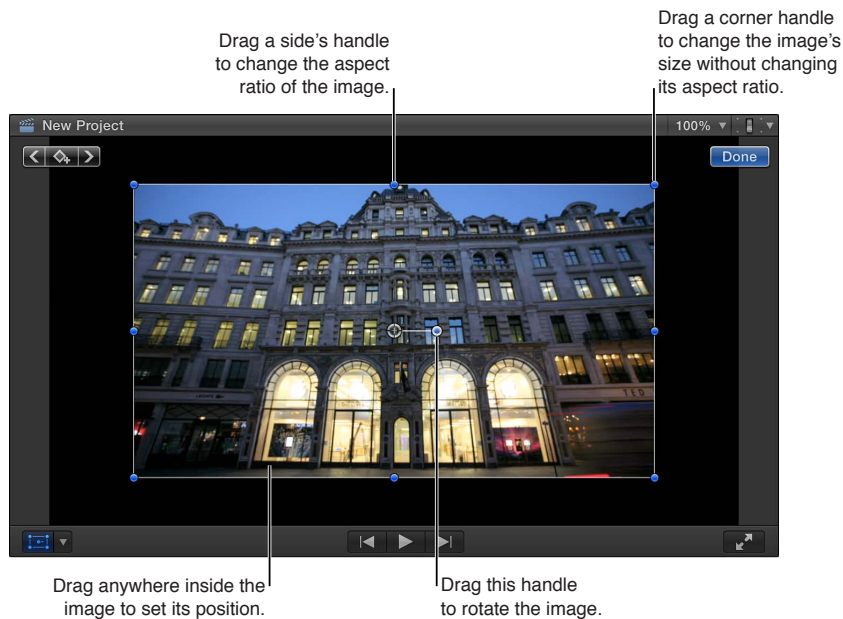 Drag a corner handle
to change the image's
size without changing
its aspect ratio.
Drag a side's handle
to change the aspect
ratio of the image.
New Project
100%
Done
TED
Drag anywhere inside the
image to set its position.
Drag this handle
to rotate the image.